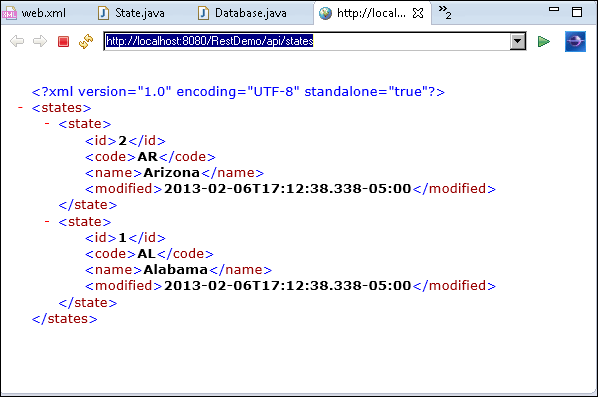 web.xml State.java Database.java http://local... »2
http://localhost:8080/RestDemo/api/states
<?xml version="1.0" encoding="UTF-8" standalone="true"?>
- <states>
- <state>
<id>2</id>
<code>AR</code>
<name>Arizona</name>
<modified>2013-02-06T17:12:38.338-05:00</modified>
</state>
- <state>
<id>1</id>
<code>AL</code>
<name>Alabama</name>
<modified>2013-02-06T17:12:38.338-05:00</modified>
</state>
</states>